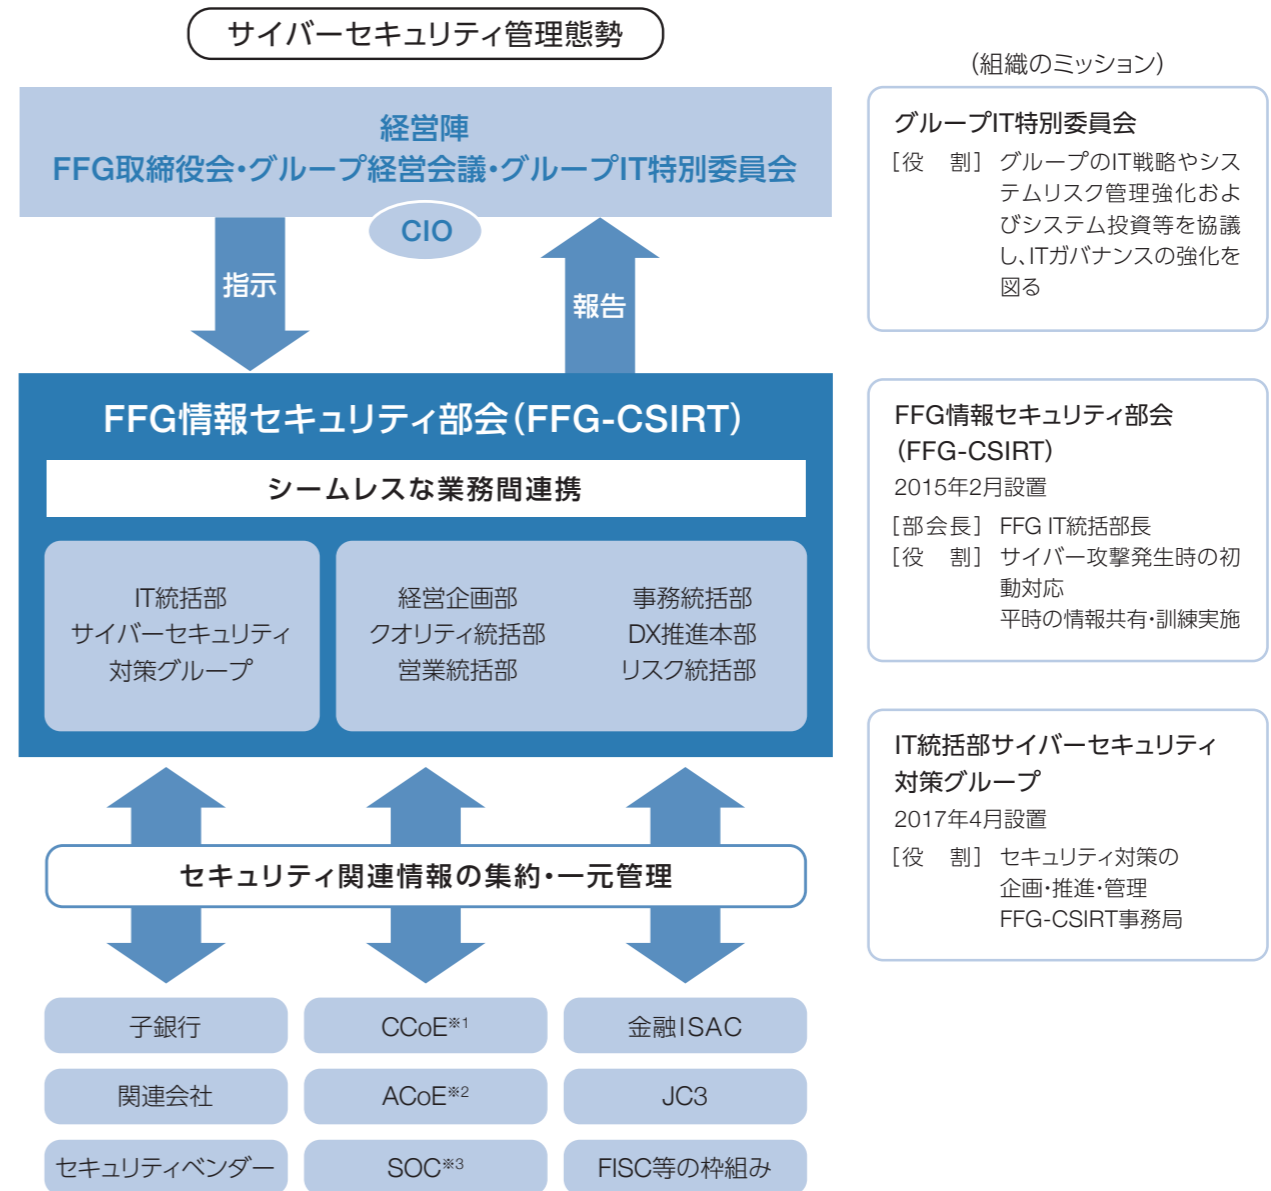 サイバーセキュリティ管理態勢
経営陣
FFG取締役会・グループ経営会議・グループIT特別委員会
CIO
指示
報告
FFG情報セキュリティ部会（FFG-CSIRT）
シームレスな業務間連携
IT統括部
サイバーセキュリティ
対策グループ
経営企画部
クオリティ統括部
営業統括部
事務統括部
DX推進本部
リスク統括部
セキュリティ関連情報の集約・一元管理
子銀行
関連会社
セキュリティベンダー
CCoE※1
ACoE※2
SOC※3
金融ISAC
JC3
FISC等の枠組み
（組織のミッション）
グループIT特別委員会
［役　割］ グループのIT戦略やシス
テムリスク管理強化およ
びシステム投資等を協議
し、ITガバナンスの強化を
図る
FFG情報セキュリティ部会
（FFG-CSIRT）
2015年2月設置
［部会長］ FFG IT統括部長
［役　割］ サイバー攻撃発生時の初
動対応
平時の情報共有・訓練実施
IT統括部サイバーセキュリティ
対策グループ
2017年4月設置
［役　割］ セキュリティ対策の
企画・推進・管理
FFG-CSIRT事務局